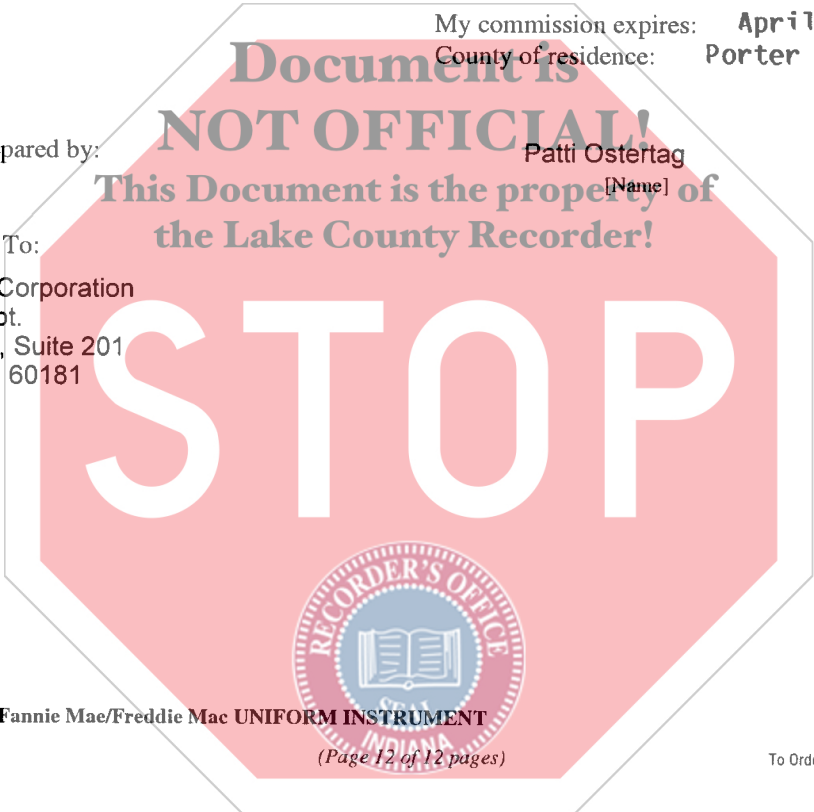 My commission expires: April
County of residence: Porter
Document is
NOT OFFICIAL!
pared by: Patti Ostertag
[Name]
This Document is the property of
the Lake County Recorder!
To:
Corporation
pt.
, Suite 201
60181
STOP
RECORDER'S OFFICE
SEAL
INDIANA
Fannie Mae/Freddie Mac UNIFORM INSTRUMENT
(Page 12 of 12 pages)
To Orde